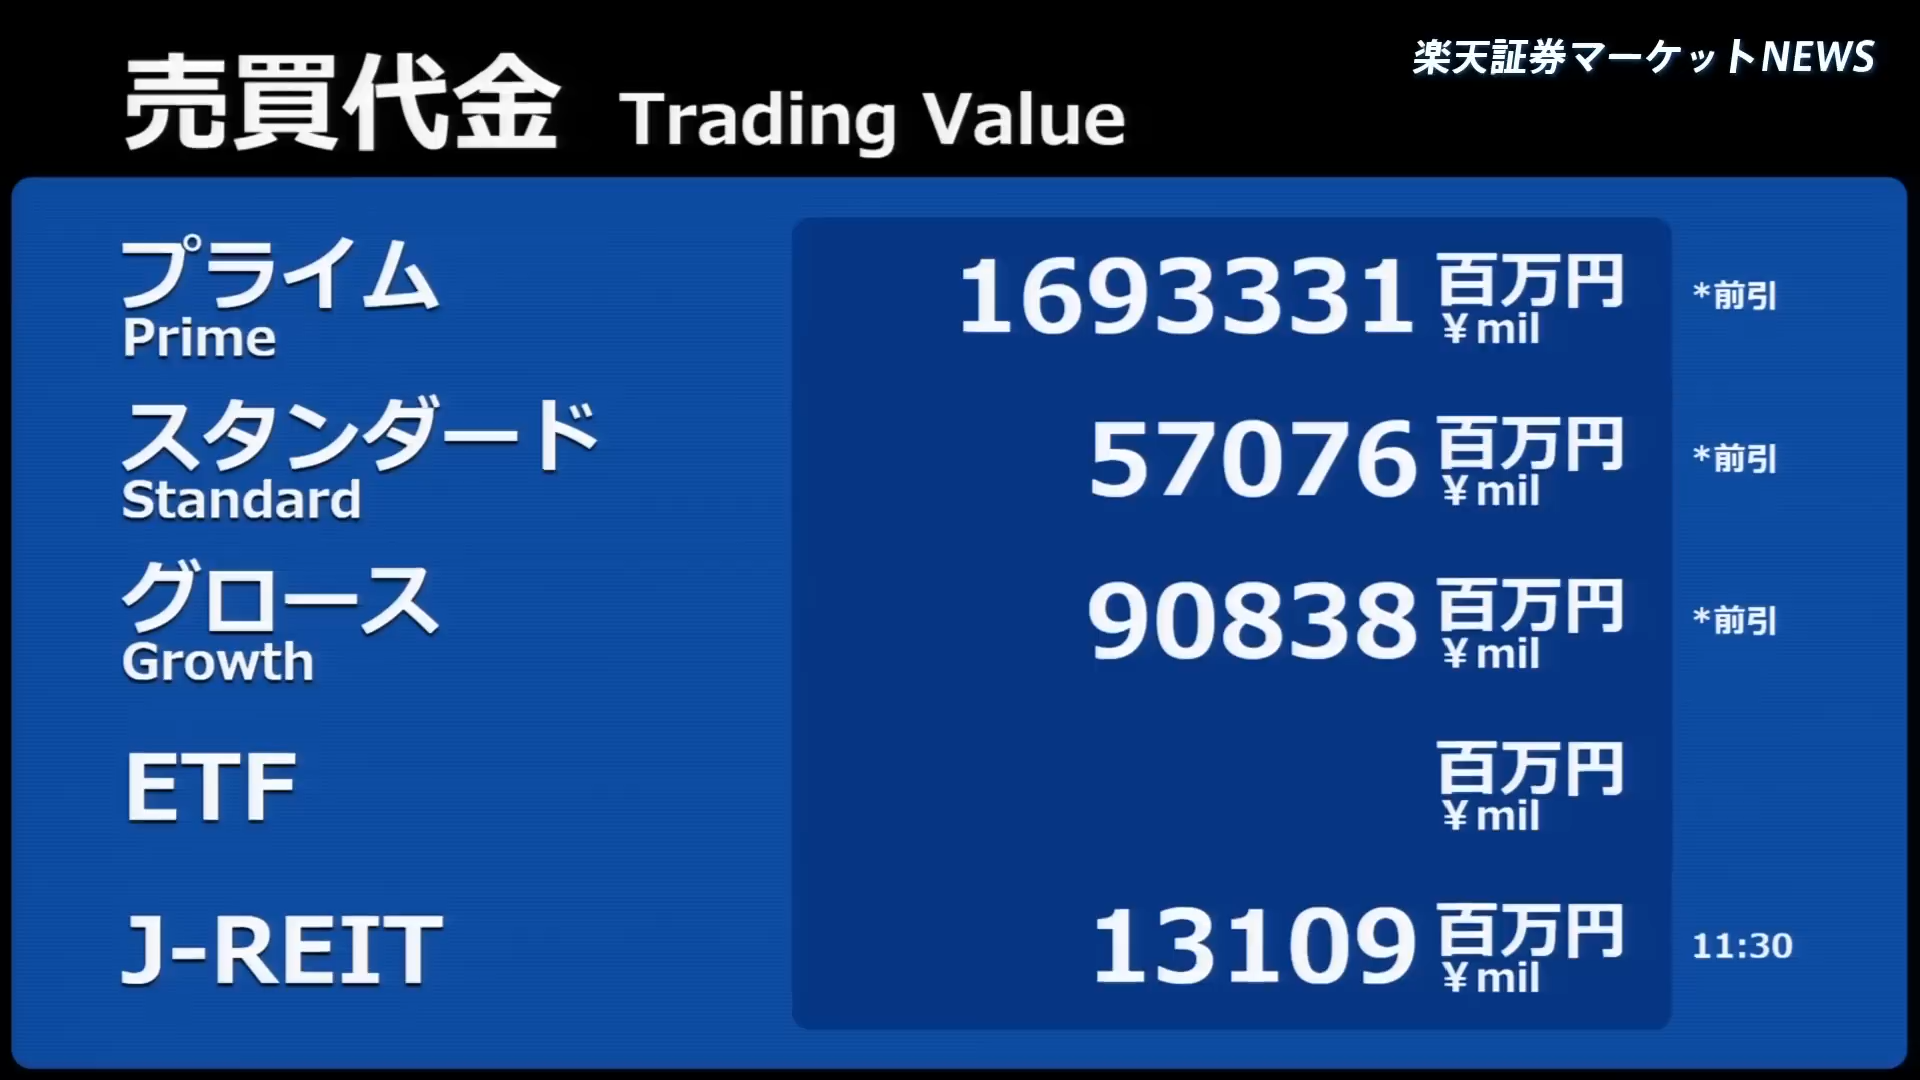 売買代金 Trading Value
楽天証券マーケットNEWS
プライム 1693331 百万円 *前引
Prime ¥mil
スタンダード 57076 百万円 *前引
Standard ¥mil
グロース 90838 百万円 *前引
Growth ¥mil
ETF 百万円
¥mil
J-REIT 13109 百万円 11:30
¥mil